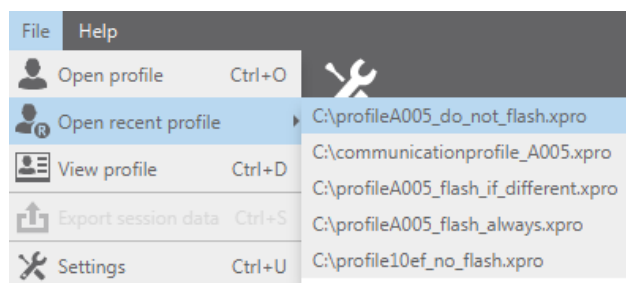 File Help
Open profile Ctrl+O
R Open recent profile
View profile Ctrl+D
Export session data Ctrl+S
Settings Ctrl+U
C:\profileA005_do_not_flash.xpro
C:\communicationprofile_A005.xpro
C:\profileA005_flash_if_different.xpro
C:\profileA005_flash_always.xpro
C:\profile10ef_no_flash.xpro